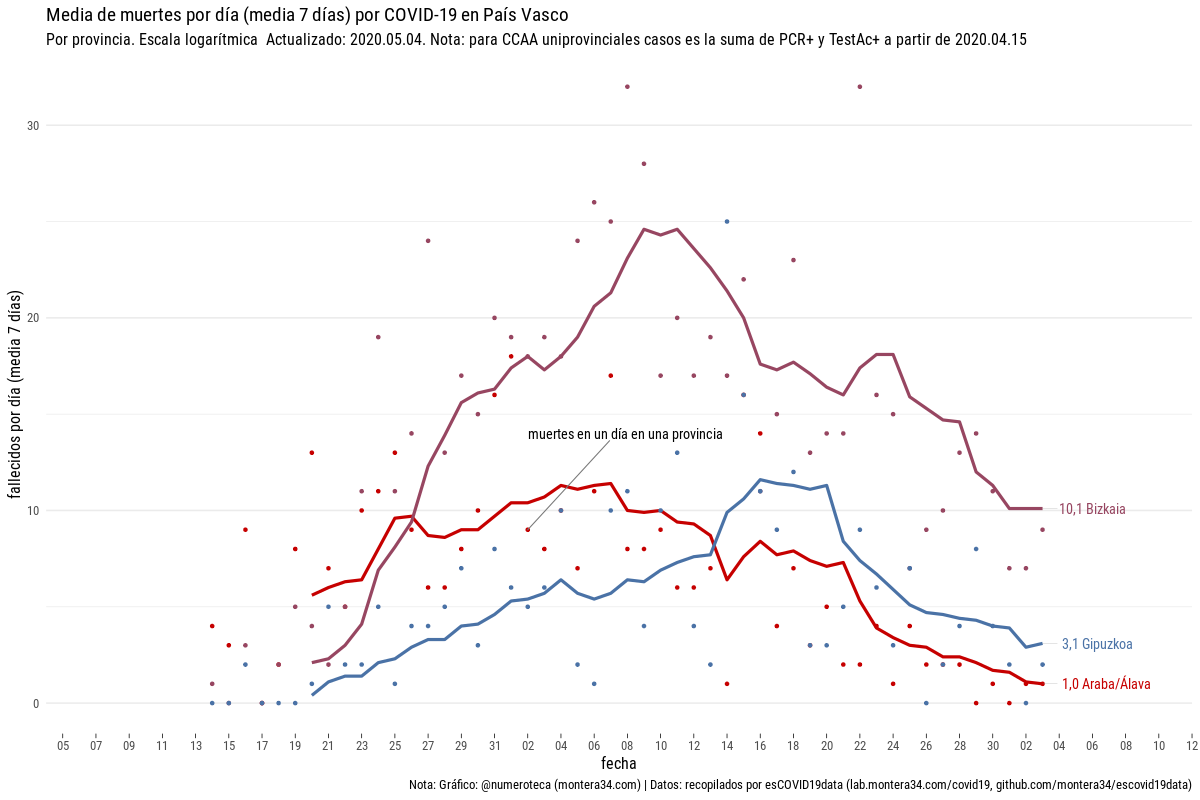 Media de muertes por día (media 7 días) por COVID-19 en País Vasco
Por provincia. Escala logarítmica  Actualizado: 2020.05.04. Nota: para CCAA uniprovinciales casos es la suma de PCR+ y TestAc+ a partir de 2020.04.15
fallecidos por día (media 7 días)
30
20
10
0
muertes en un día en una provincia
10,1 Bizkaia
3,1 Gipuzkoa
1,0 Araba/Álava
05 07 09 11 13 15 17 19 21 23 25 27 29 31 02 04 06 08 10 12 14 16 18 20 22 24 26 28 30 02 04 06 08 10 12
fecha
Nota: Gráfico: @numeroteca (montera34.com) | Datos: recopilados por esCOVID19data (lab.montera34.com/covid19, github.com/montera34/escovid19data)